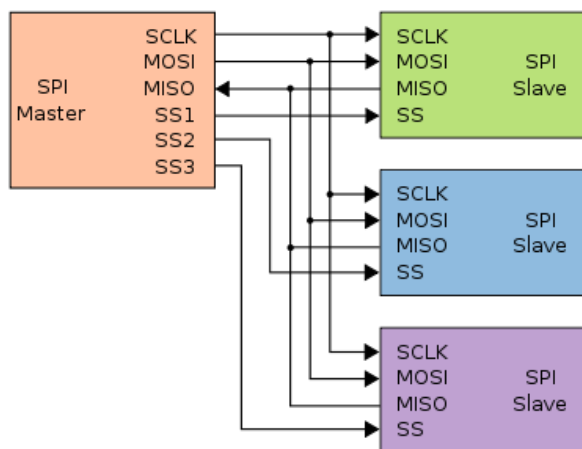 SPI
Master
SCLK
MOSI
MISO
SS1
SS2
SS3
SCLK
MOSI
MISO
SS
SPI
Slave
SCLK
MOSI
MISO
SS
SPI
Slave
SCLK
MOSI
MISO
SS
SPI
Slave